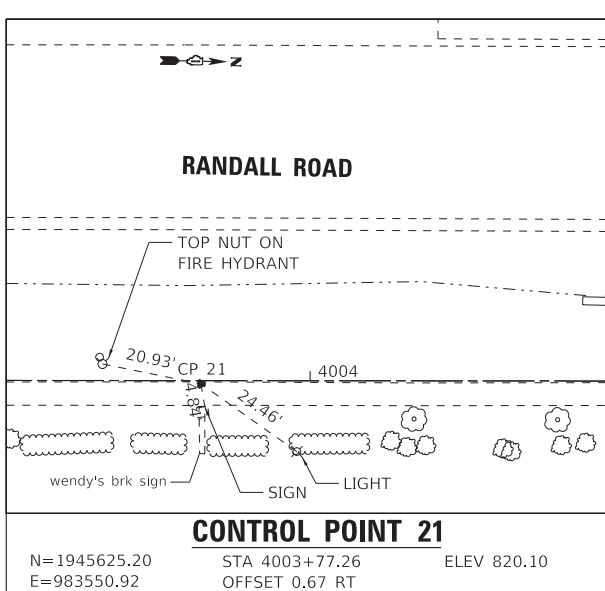 N
RANDALL ROAD
TOP NUT ON
FIRE HYDRANT
20.93'
CP 21
4004
4.84'
24.46'
wendy's brk sign
SIGN
LIGHT
CONTROL POINT 21
N=1945625.20
STA 4003+77.26
ELEV 820.10
E=983550.92
OFFSET 0.67 RT